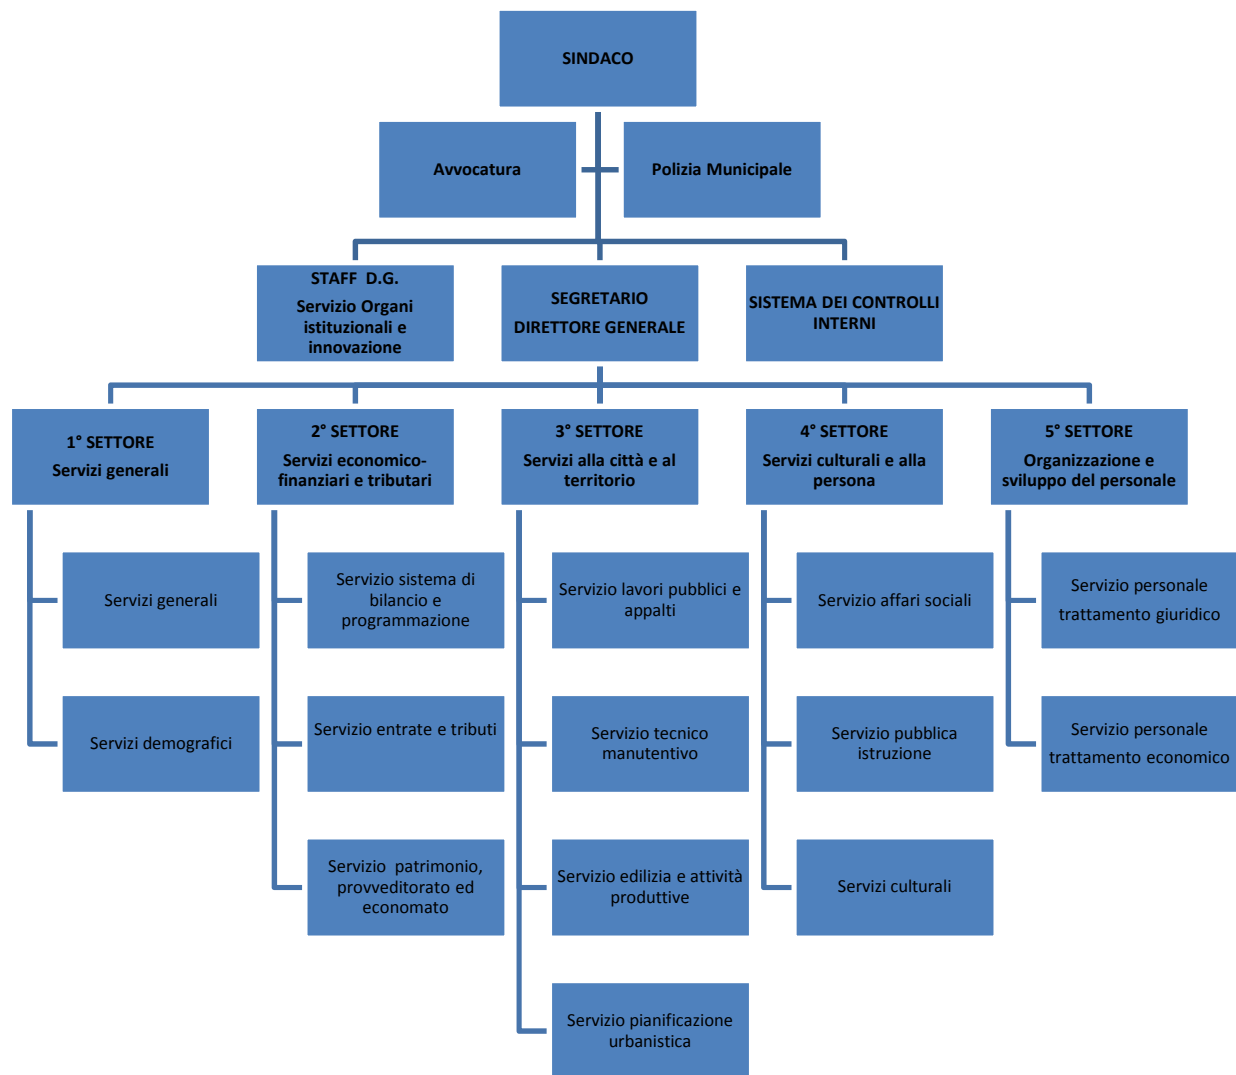 SINDACO
Avvocatura
Polizia Municipale
STAFF D.G.
Servizio Organi
istituzionali e
innovazione
SEGRETARIO
DIRETTORE GENERALE
SISTEMA DEI CONTROLLI
INTERNI
1° SETTORE
Servizi generali
2° SETTORE
Servizi economico-
finanziari e tributari
3° SETTORE
Servizi alla città e al
territorio
4° SETTORE
Servizi culturali e alla
persona
5° SETTORE
Organizzazione e
sviluppo del personale
Servizi generali
Servizio sistema di
bilancio e
programmazione
Servizio lavori pubblici e
appalti
Servizio affari sociali
Servizio personale
trattamento giuridico
Servizi demografici
Servizio entrate e tributi
Servizio tecnico
manutentivo
Servizio pubblica
istruzione
Servizio personale
trattamento economico
Servizio patrimonio,
provveditorato ed
economato
Servizio edilizia e attività
produttive
Servizi culturali
Servizio pianificazione
urbanistica